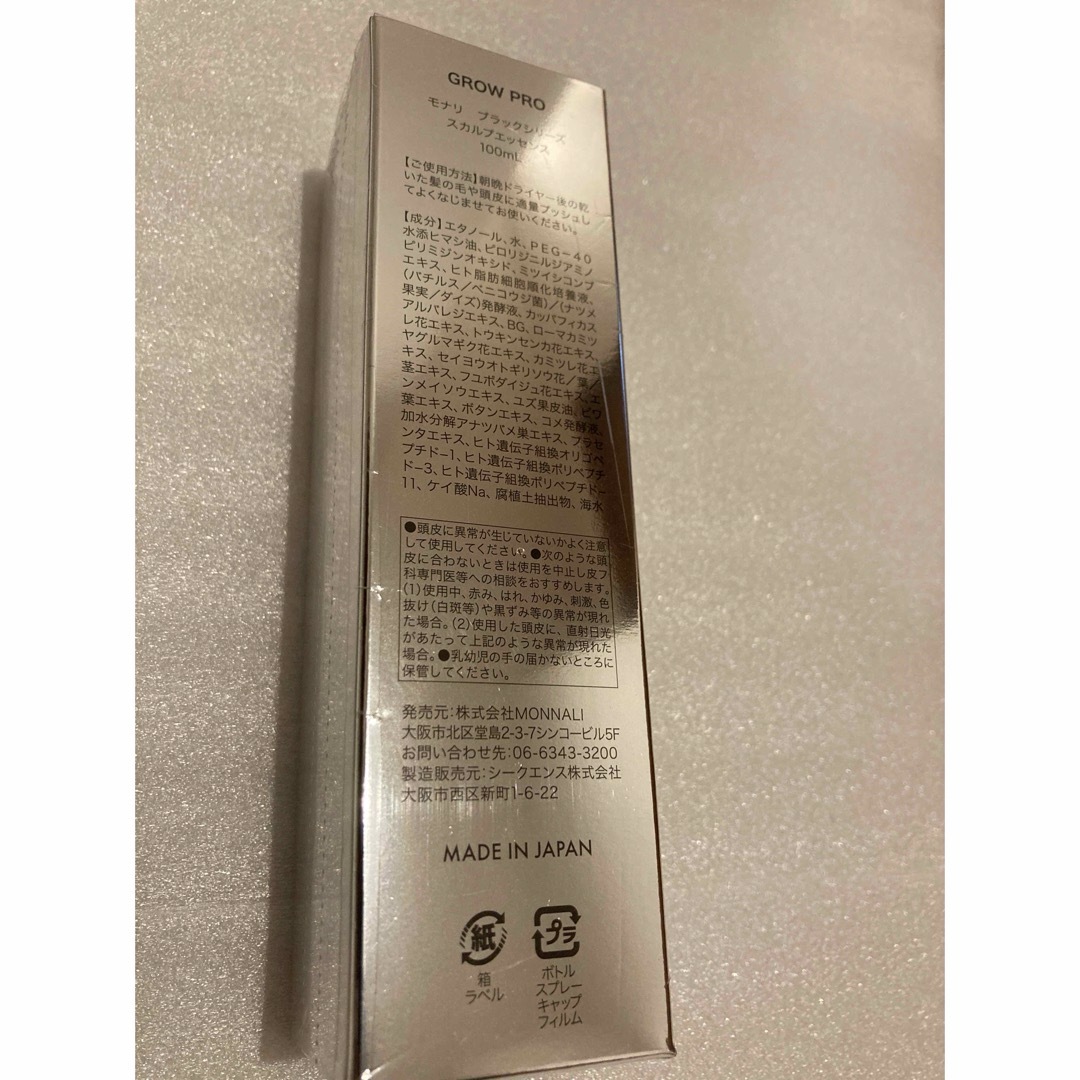 GROW PRO
モナリ ブラックシリーズ
スカルプエッセンス
100mL
【ご使用方法】朝晩ドライヤー後の乾
いた髪の毛や頭皮に適量プッシュし
てよくなじませてお使いください。
【成分】エタノール、水、PEG-40
水添ヒマシ油、ピロリジニルジアミノ
ピリミジンオキシド、ミツイシコンブ
エキス、ヒト脂肪細胞順化培養液、
(バチルス/ベニコウジ菌)/(ナツメ
果実/ダイズ)発酵液、カッパフィカス
アルバレジエキス、BG、ローマカミツ
レ花エキス、トウキンセンカ花エキス、
ヤグルマギク花エキス、カミツレ花エ
キス、セイヨウオトギリソウ花/葉/
茎エキス、フユボダイジュ花エキス、エ
ンメイソウエキス、ユズ果皮油、ビワ
葉エキス、ボタンエキス、コメ発酵液、
加水分解アナツバメ巣エキス、プラセ
ンタエキス、ヒト遺伝子組換オリゴペ
プチド-1、ヒト遺伝子組換ポリペプチ
ド-3、ヒト遺伝子組換ポリペプチド-
11、ケイ酸Na、腐植土抽出物、海水
●頭皮に異常が生じていないかよく注意
して使用してください。●次のような頭
皮に合わないときは使用を中止し皮フ
科専門医等への相談をおすすめします。
(1)使用中、赤み、はれ、かゆみ、刺激、色
抜け(白斑等)や黒ずみ等の異常が現れ
た場合。(2)使用した頭皮に、直射日光
があたって上記のような異常が現れた
場合。●乳幼児の手の届かないところに
保管してください。
発売元:株式会社MONNALI
大阪市北区堂島2-3-7シンコービル5F
お問い合わせ先:06-6343-3200
製造販売元:シークエンス株式会社
大阪市西区新町1-6-22
MADE IN JAPAN
紙 プラ
箱
ラベル
ボトル
スプレー
キャップ
フィルム